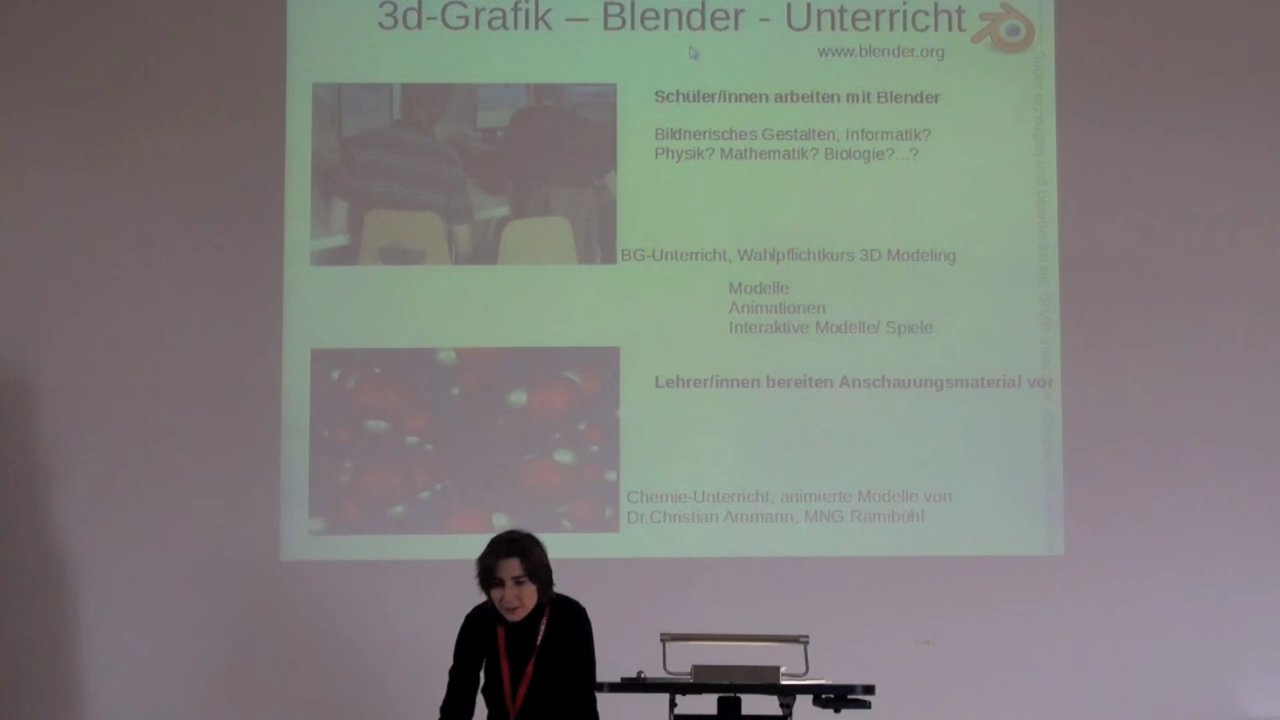 3d-Grafik – Blender - Unterricht
www.blender.org
Schüler/innen arbeiten mit Blender
Bildnerisches Gestalten, Informatik?
Physik? Mathematik? Biologie?...?
BG-Unterricht, Wahlpflichtkurs 3D Modeling
Modelle
Animationen
Interaktive Modelle/ Spiele
Lehrer/innen bereiten Anschauungsmaterial vor
Chemie-Unterricht, animierte Modelle von
Dr.Christian Ammann, MNG Rämibühl